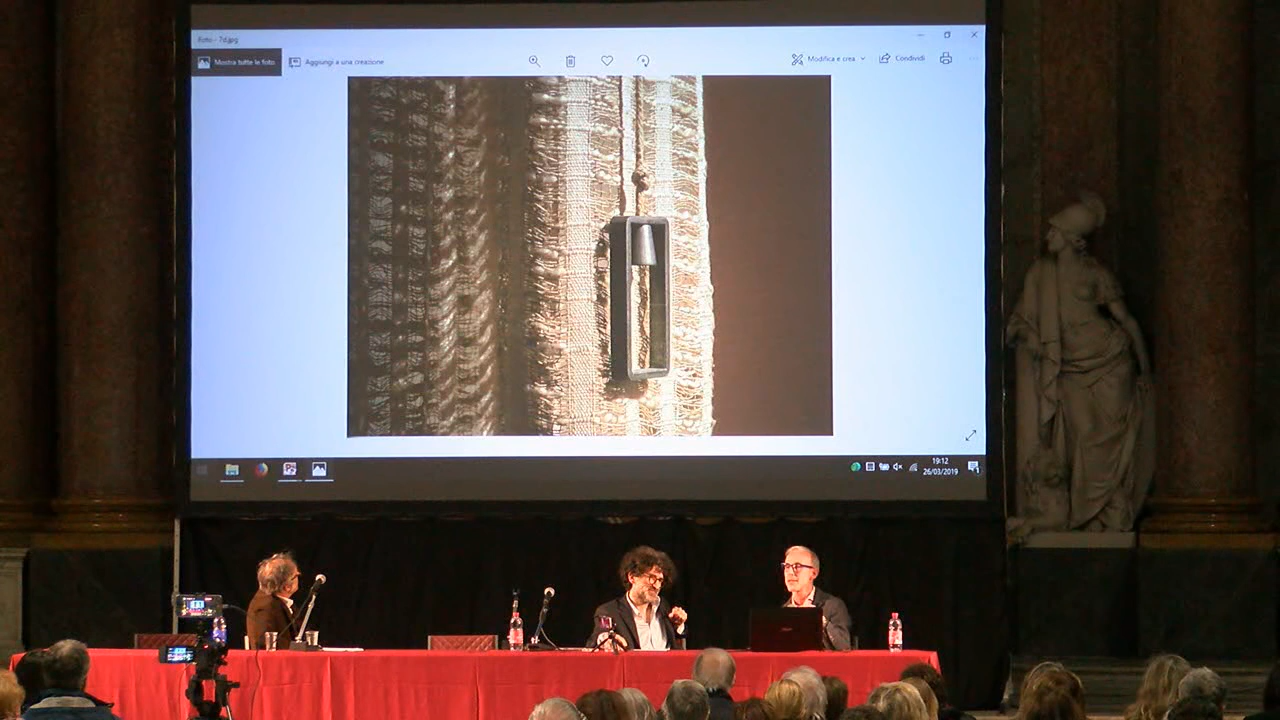 Foto - 7d.jpg
Mostra tutte le foto
Aggiungi a una creazione
Modifica e crea
Condividi
19:12
26/03/2019